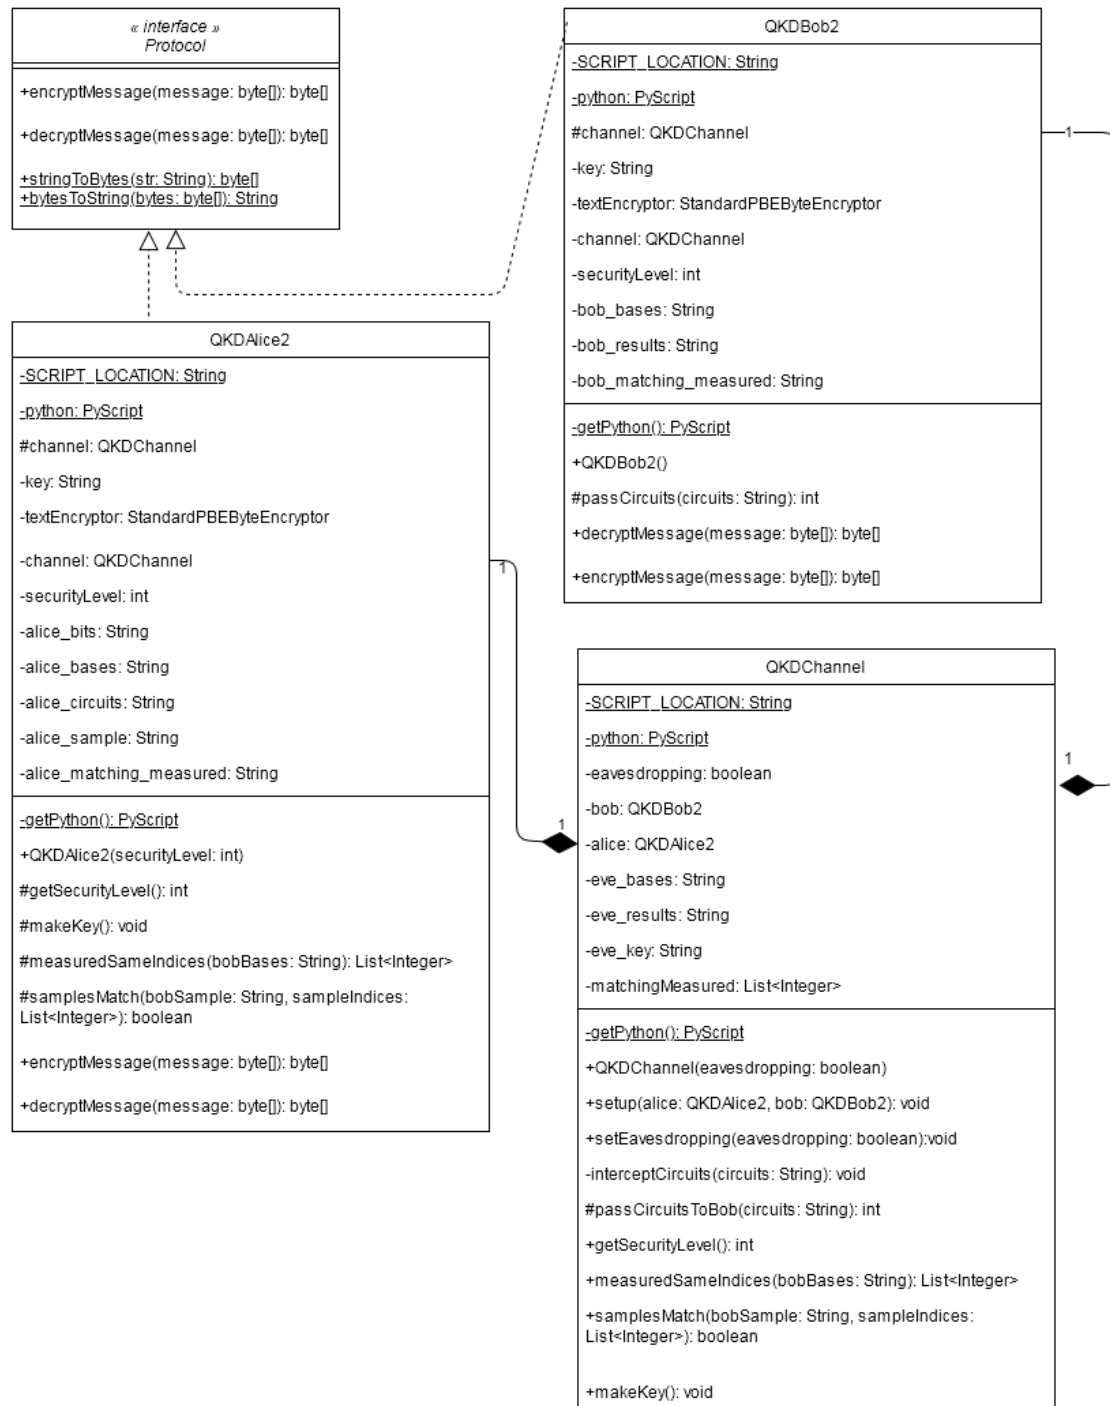 « interface »
Protocol
+encryptMessage(message: byte[]): byte[]
+decryptMessage(message: byte[]): byte[]
+stringToBytes(str: String): byte[]
+bytesToString(bytes: byte[]): String
QKDBob2
-SCRIPT_LOCATION: String
-python: PyScript
#channel: QKDChannel
-key: String
-textEncryptor: StandardPBEByteEncryptor
-channel: QKDChannel
-securityLevel: int
-bob_bases: String
-bob_results: String
-bob_matching_measured: String
-getPython(): PyScript
+QKDBob2()
#passCircuits(circuits: String): int
+decryptMessage(message: byte[]): byte[]
+encryptMessage(message: byte[]): byte[]
1
QKDAlice2
-SCRIPT_LOCATION: String
-python: PyScript
#channel: QKDChannel
-key: String
-textEncryptor: StandardPBEByteEncryptor
-channel: QKDChannel
-securityLevel: int
-alice_bits: String
-alice_bases: String
-alice_circuits: String
-alice_sample: String
-alice_matching_measured: String
-getPython(): PyScript
+QKDAlice2(securityLevel: int)
#getSecurityLevel(): int
#makeKey(): void
#measuredSameIndices(bobBases: String): List<Integer>
#samplesMatch(bobSample: String, sampleIndices:
List<Integer>): boolean
+encryptMessage(message: byte[]): byte[]
+decryptMessage(message: byte[]): byte[]
1
1
QKDChannel
-SCRIPT_LOCATION: String
-python: PyScript
-eavesdropping: boolean
-bob: QKDBob2
-alice: QKDAlice2
-eve_bases: String
-eve_results: String
-eve_key: String
-matchingMeasured: List<Integer>
-getPython(): PyScript
+QKDChannel(eavesdropping: boolean)
+setup(alice: QKDAlice2, bob: QKDBob2): void
+setEavesdropping(eavesdropping: boolean):void
-interceptCircuits(circuits: String): void
#passCircuitsToBob(circuits: String): int
+getSecurityLevel(): int
+measuredSameIndices(bobBases: String): List<Integer>
+samplesMatch(bobSample: String, sampleIndices:
List<Integer>): boolean
+makeKey(): void
1